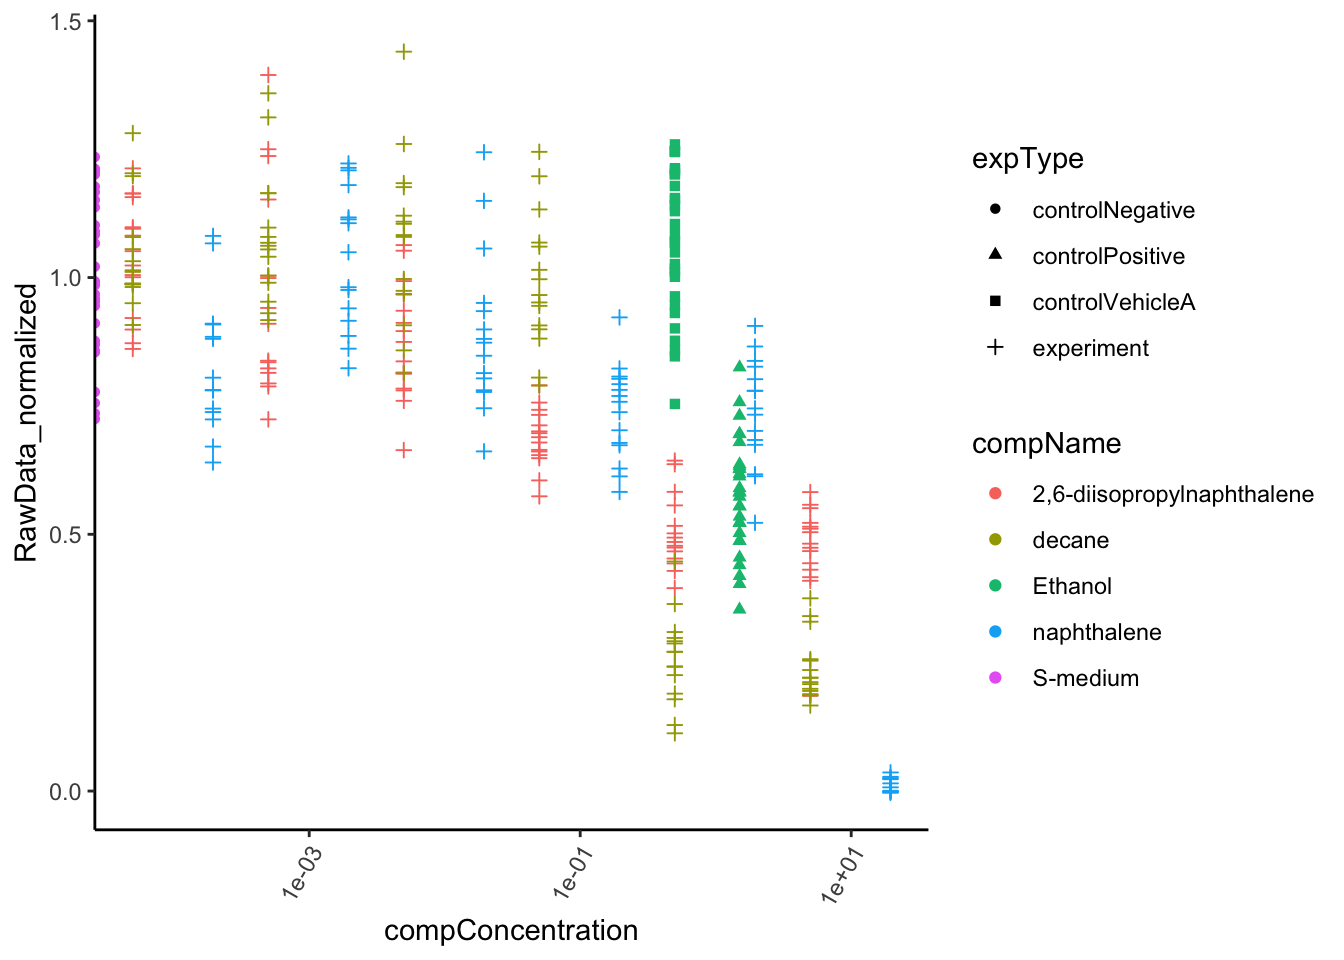 1.5
1.0
0.5
0.0
RawData_normalized
1e-03
1e-01
1e+01
compConcentration
expType
controlNegative
controlPositive
controlVehicleA
experiment
compName
2,6-diisopropylnaphthalene
decane
Ethanol
naphthalene
S-medium